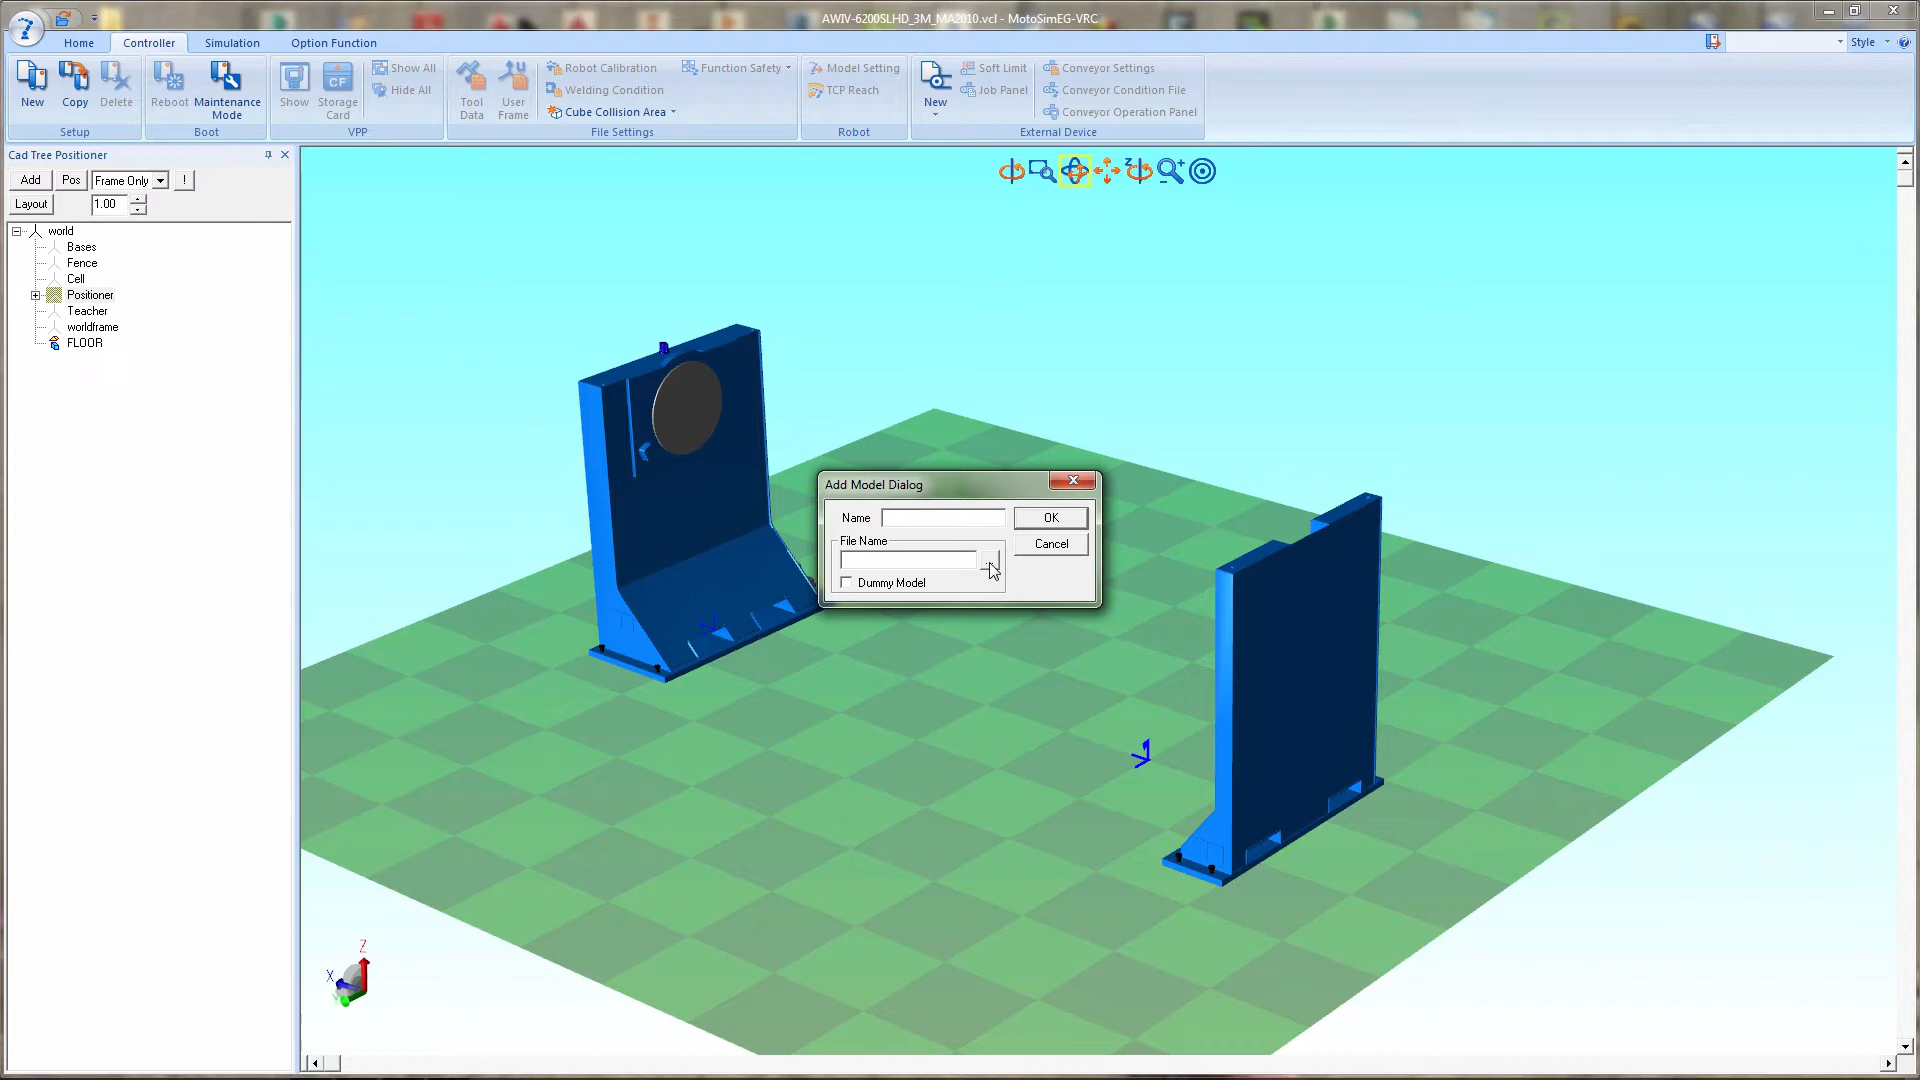 AWIV-6200SLHD_3M_MA2010.vcl - MotoSimEG-VRC
Home Controller Simulation Option Function Style
New Copy Delete Reboot Maintenance Mode Show Storage Card Show All Tool Data User Frame Robot Calibration Function Safety Model Setting New Soft Limit Conveyor Settings
Hide All Welding Condition TCP Reach Job Panel Conveyor Condition File
CF
Cube Collision Area Conveyor Operation Panel
Setup Boot VPP File Settings Robot External Device
Cad Tree Positioner
Add Pos Frame Only !
Layout 1.00
world
Bases
Fence
Cell
Positioner
Teacher
worldframe
FLOOR
Z
Add Model Dialog
Name OK
File Name
Cancel
Dummy Model
Z
X
Y